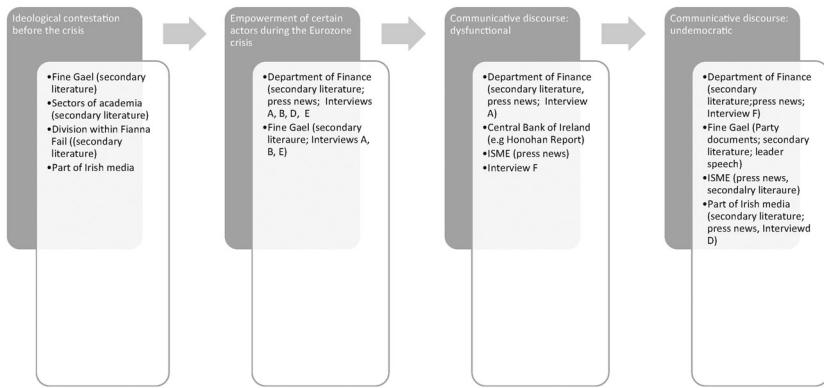 Ideological contestation
before the crisis
•Fine Gael (secondary
literature)
•Sectors of academia
(secondary literature)
•Division within Fianna
Fail ((secondary
literature)
•Part of Irish media
Empowerment of certain
actors during the Eurozone
crisis
•Department of Finance
(secondary literature;
press news;  Interviews
A, B, D,  E
•Fine Gael (secondary
literaure; Interviews A,
B, E)
Communicative discourse:
dysfunctional
•Department of Finance
(secondary literature,
press news;  Interview
A)
•Central Bank of Ireland
(e.g Honohan Report)
•ISME (press news)
•Interview F
Communicative discourse:
undemocratic
•Department of Finance
(secondary
literature;press news;
Interview F)
•Fine Gael (Party
documents; secondary
literature; leader
speech)
•ISME (press news,
secondalry literaure)
•Part of Irish media
(secondary literature;
press news, Interviewd
D)